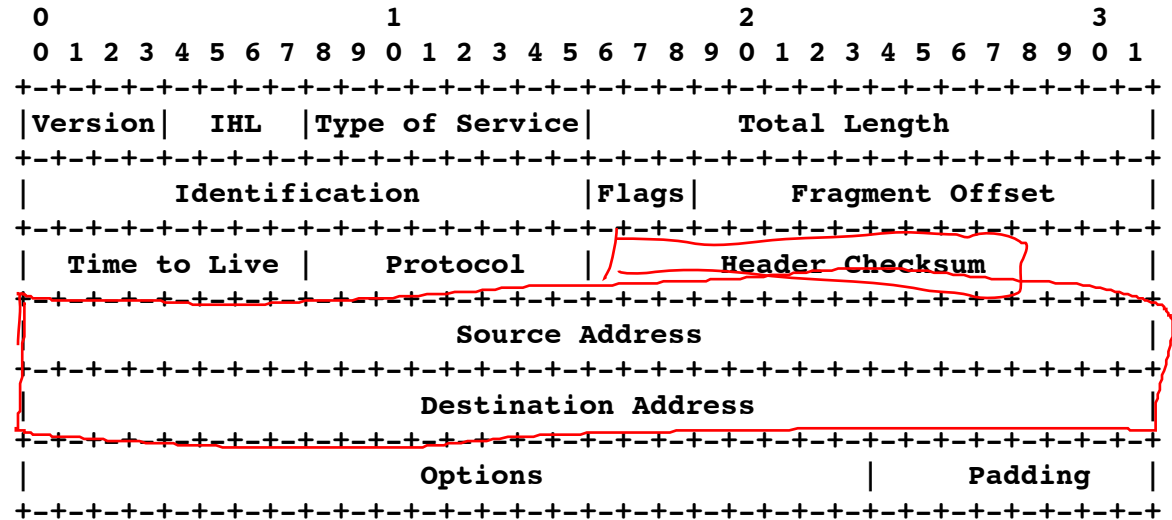 0                   1                   2                   3
0 1 2 3 4 5 6 7 8 9 0 1 2 3 4 5 6 7 8 9 0 1 2 3 4 5 6 7 8 9 0 1
+-+-+-+-+-+-+-+-+-+-+-+-+-+-+-+-+-+-+-+-+-+-+-+-+-+-+-+-+-+-+-+-+
|Version|  IHL  |Type of Service|        Total Length           |
+-+-+-+-+-+-+-+-+-+-+-+-+-+-+-+-+-+-+-+-+-+-+-+-+-+-+-+-+-+-+-+-+
|        Identification         |Flags|     Fragment Offset     |
+-+-+-+-+-+-+-+-+-+-+-+-+-+-+-+-+-+-+-+-+-+-+-+-+-+-+-+-+-+-+-+-+
|  Time to Live |    Protocol   |       Header Checksum         |
+-+-+-+-+-+-+-+-+-+-+-+-+-+-+-+-+-+-+-+-+-+-+-+-+-+-+-+-+-+-+-+-+
|                        Source Address                         |
+-+-+-+-+-+-+-+-+-+-+-+-+-+-+-+-+-+-+-+-+-+-+-+-+-+-+-+-+-+-+-+-+
|                      Destination Address                      |
+-+-+-+-+-+-+-+-+-+-+-+-+-+-+-+-+-+-+-+-+-+-+-+-+-+-+-+-+-+-+-+-+
|                      Options                  |     Padding   |
+-+-+-+-+-+-+-+-+-+-+-+-+-+-+-+-+-+-+-+-+-+-+-+-+-+-+-+-+-+-+-+-+